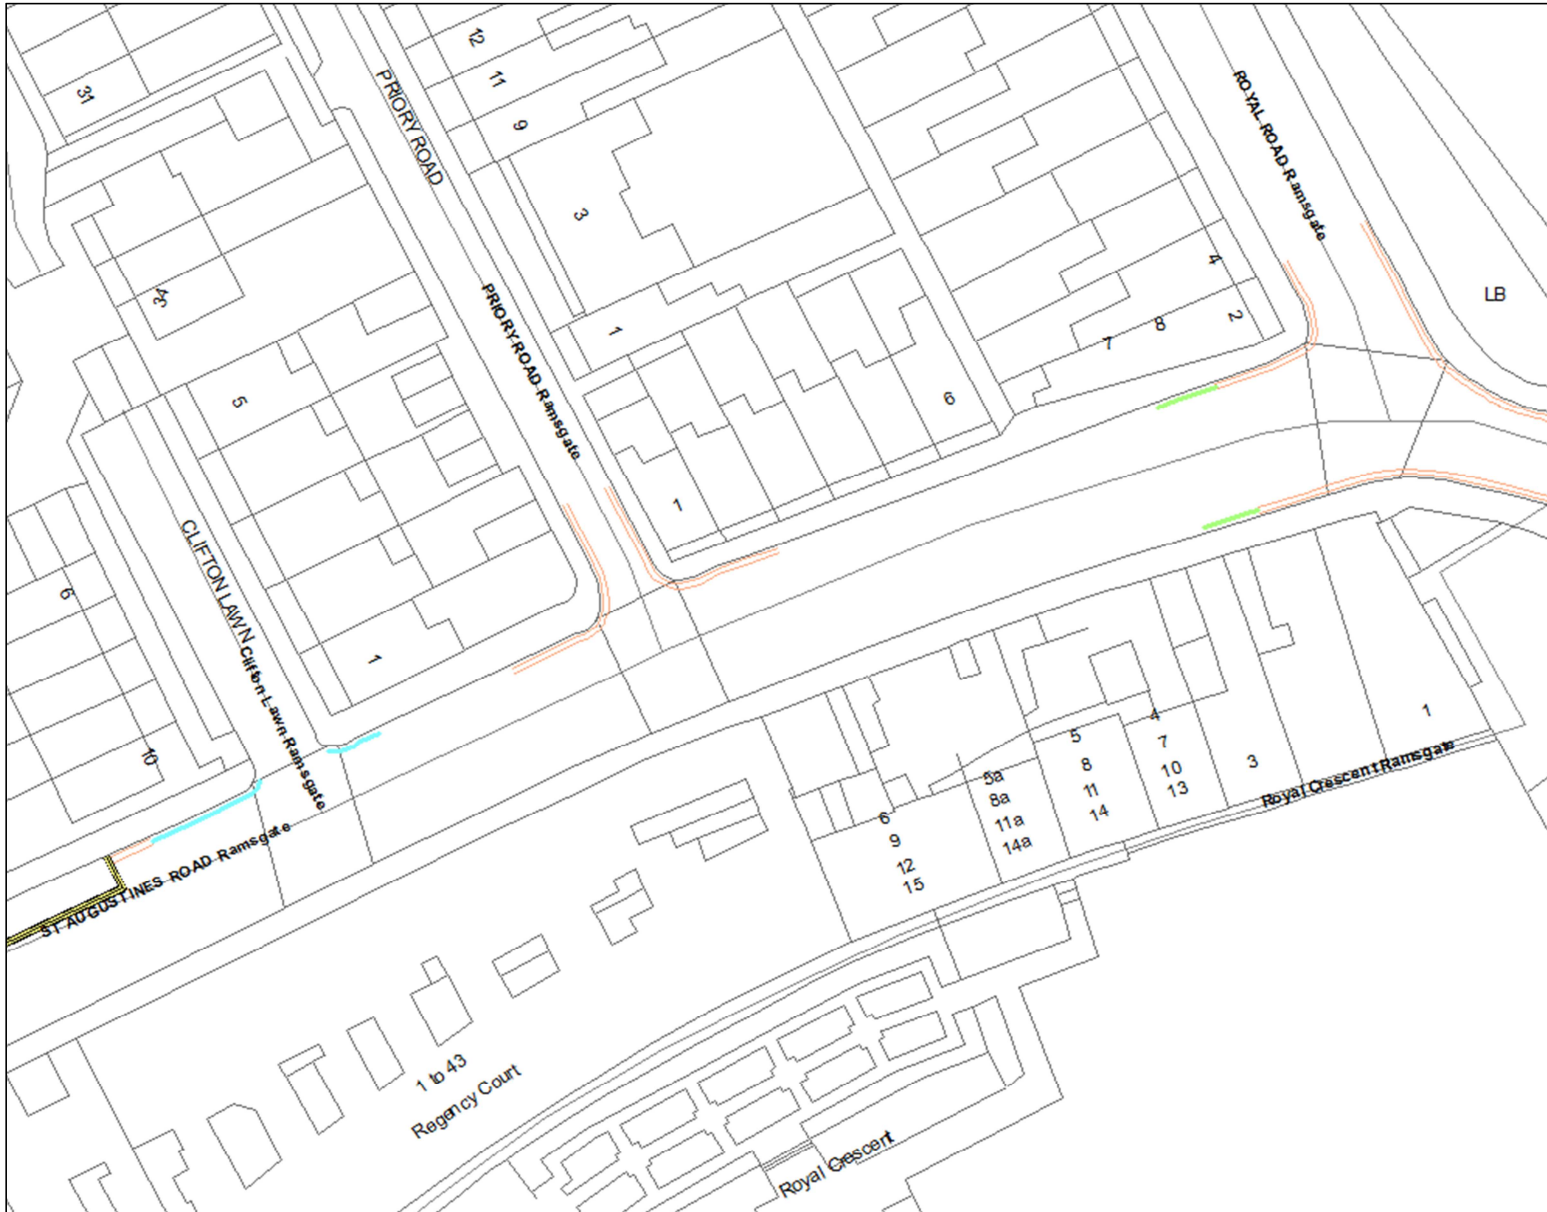 12
31
11
9
PRIORY ROAD
ROYAL ROAD Ramsgate
3
4
34
LB
2
8
7
1
PRIORY ROAD Ramsgate
5
6
1
CLIFTON LAWN
6
1
Clifton Lawn Ramsgate
10
ST AUGUSTINES ROAD Ramsgate
1
4
5
7
Royal Crescent Ramsgate
3
8
10
5a
13
11
8a
14
6
11a
9
14a
12
15
1 to 43
Regency Court
Royal Crescent